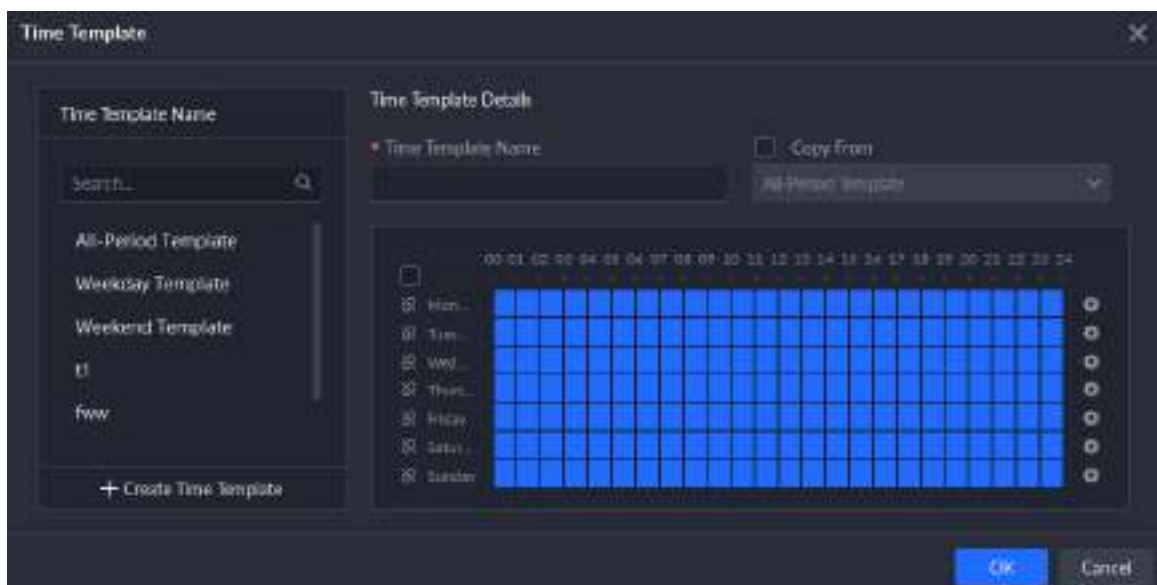 Time Template
Time Template Name
Search...
All-Period Template
Weekday Template
Weekend Template
t1
fww
+ Create Time Template
Time Template Details
* Time Template Name
Copy From
All-Period Template
00 01 02 03 04 05 06 07 08 09 10 11 12 13 14 15 16 17 18 19 20 21 22 23 24
Mon...
Tues...
Wed...
Thurs...
Friday
Satur...
Sunday
OK
Cancel